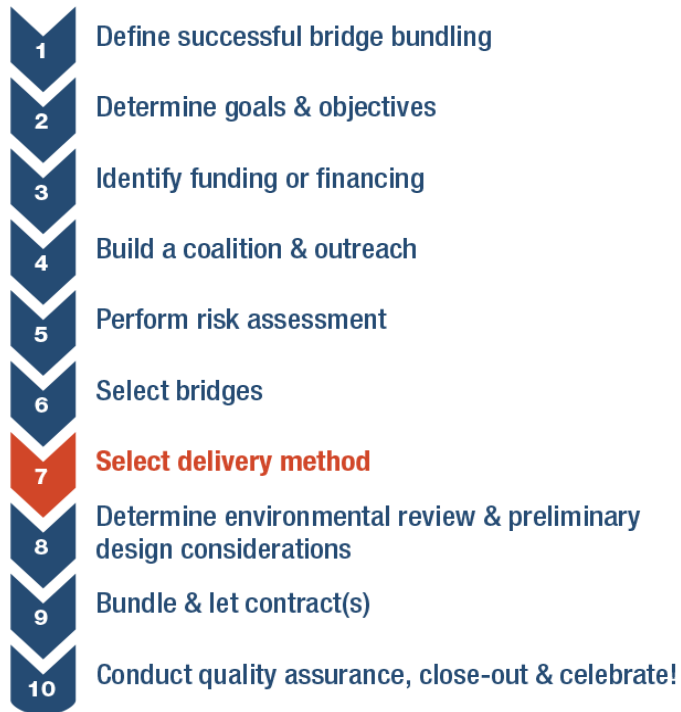 1 Define successful bridge bundling
2 Determine goals & objectives
3 Identify funding or financing
4 Build a coalition & outreach
5 Perform risk assessment
6 Select bridges
7 Select delivery method
8 Determine environmental review & preliminary
design considerations
9 Bundle & let contract(s)
10 Conduct quality assurance, close-out & celebrate!